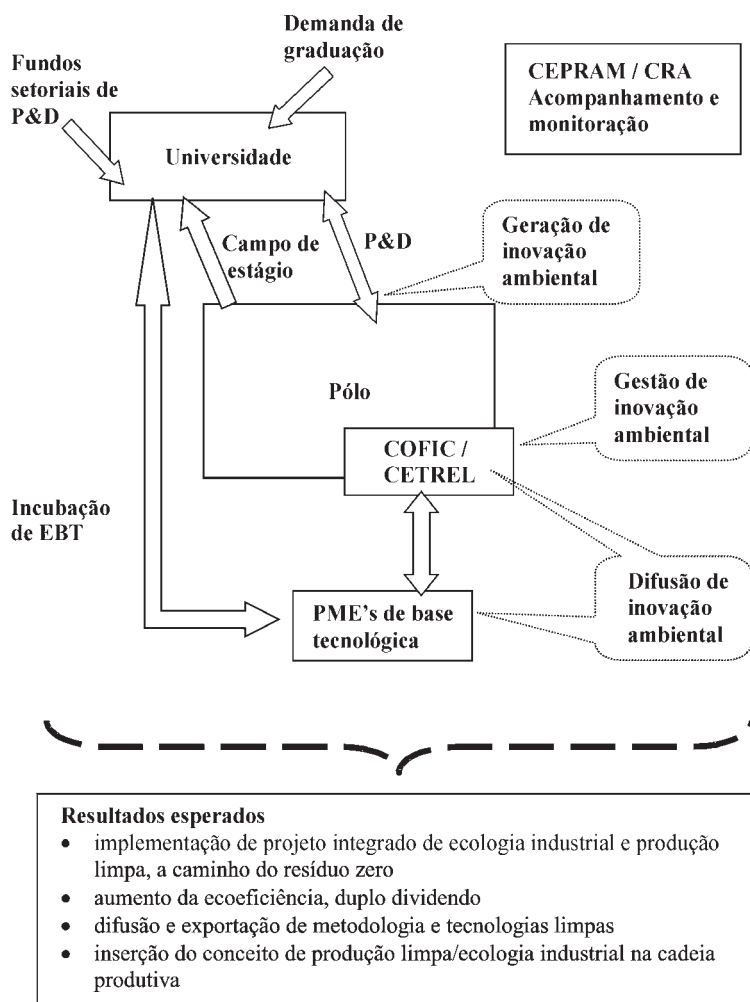 Demanda de
graduação
Fundos
setoriais de
P&D
CEPRAM / CRA
Acompanhamento e
monitoração
Universidade
Campo de
estágio
P&D
Geração de
inovação
ambiental
Pólo
Gestão de
inovação
ambiental
COFIC /
CETREL
Incubação
de EBT
PME's de base
tecnológica
Difusão de
inovação
ambiental
Resultados esperados
• implementação de projeto integrado de ecologia industrial e produção
limpa, a caminho do resíduo zero
• aumento da ecoeficiência, duplo dividendo
• difusão e exportação de metodologia e tecnologias limpas
• inserção do conceito de produção limpa/ecologia industrial na cadeia
produtiva